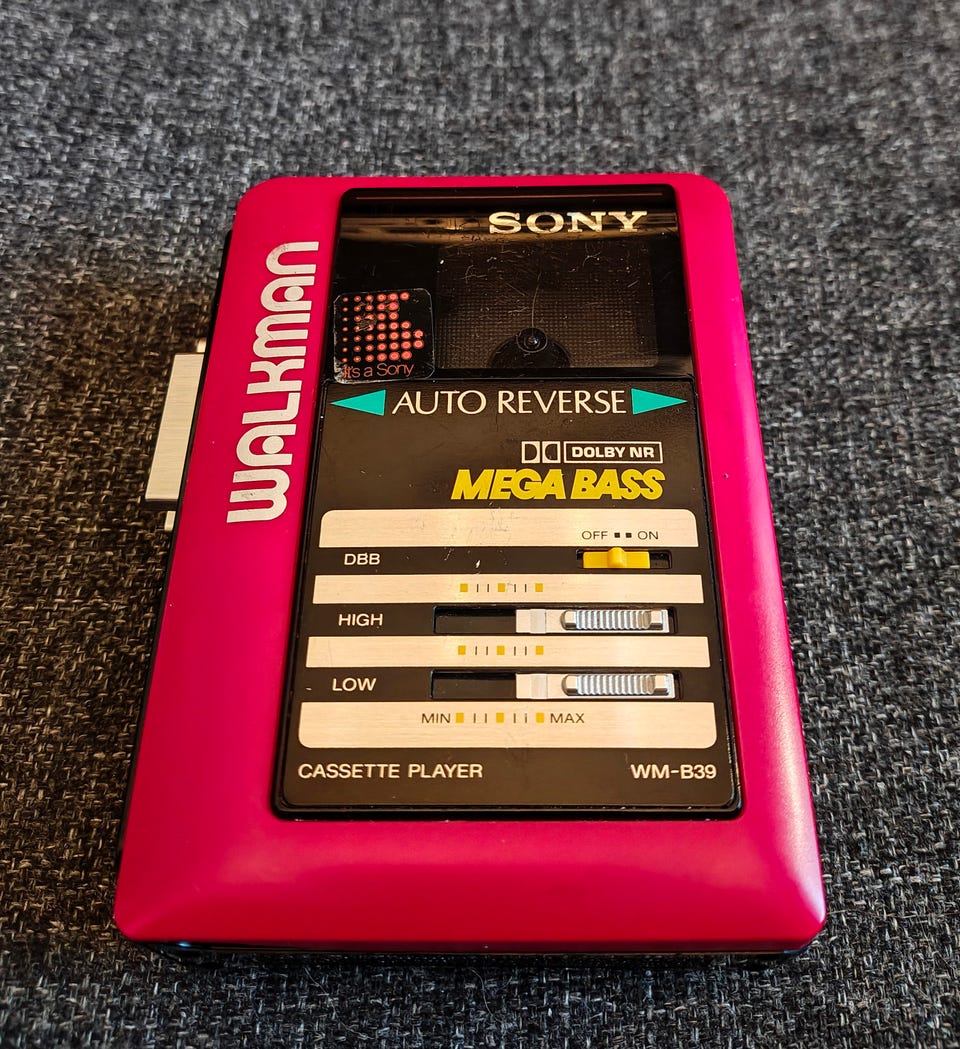 SONY
WALKMAN
It's a Sony
AUTO REVERSE
DOLBY NR
MEGA BASS
OFF ON
DBB
HIGH
LOW
MIN MAX
CASSETTE PLAYER WM-B39